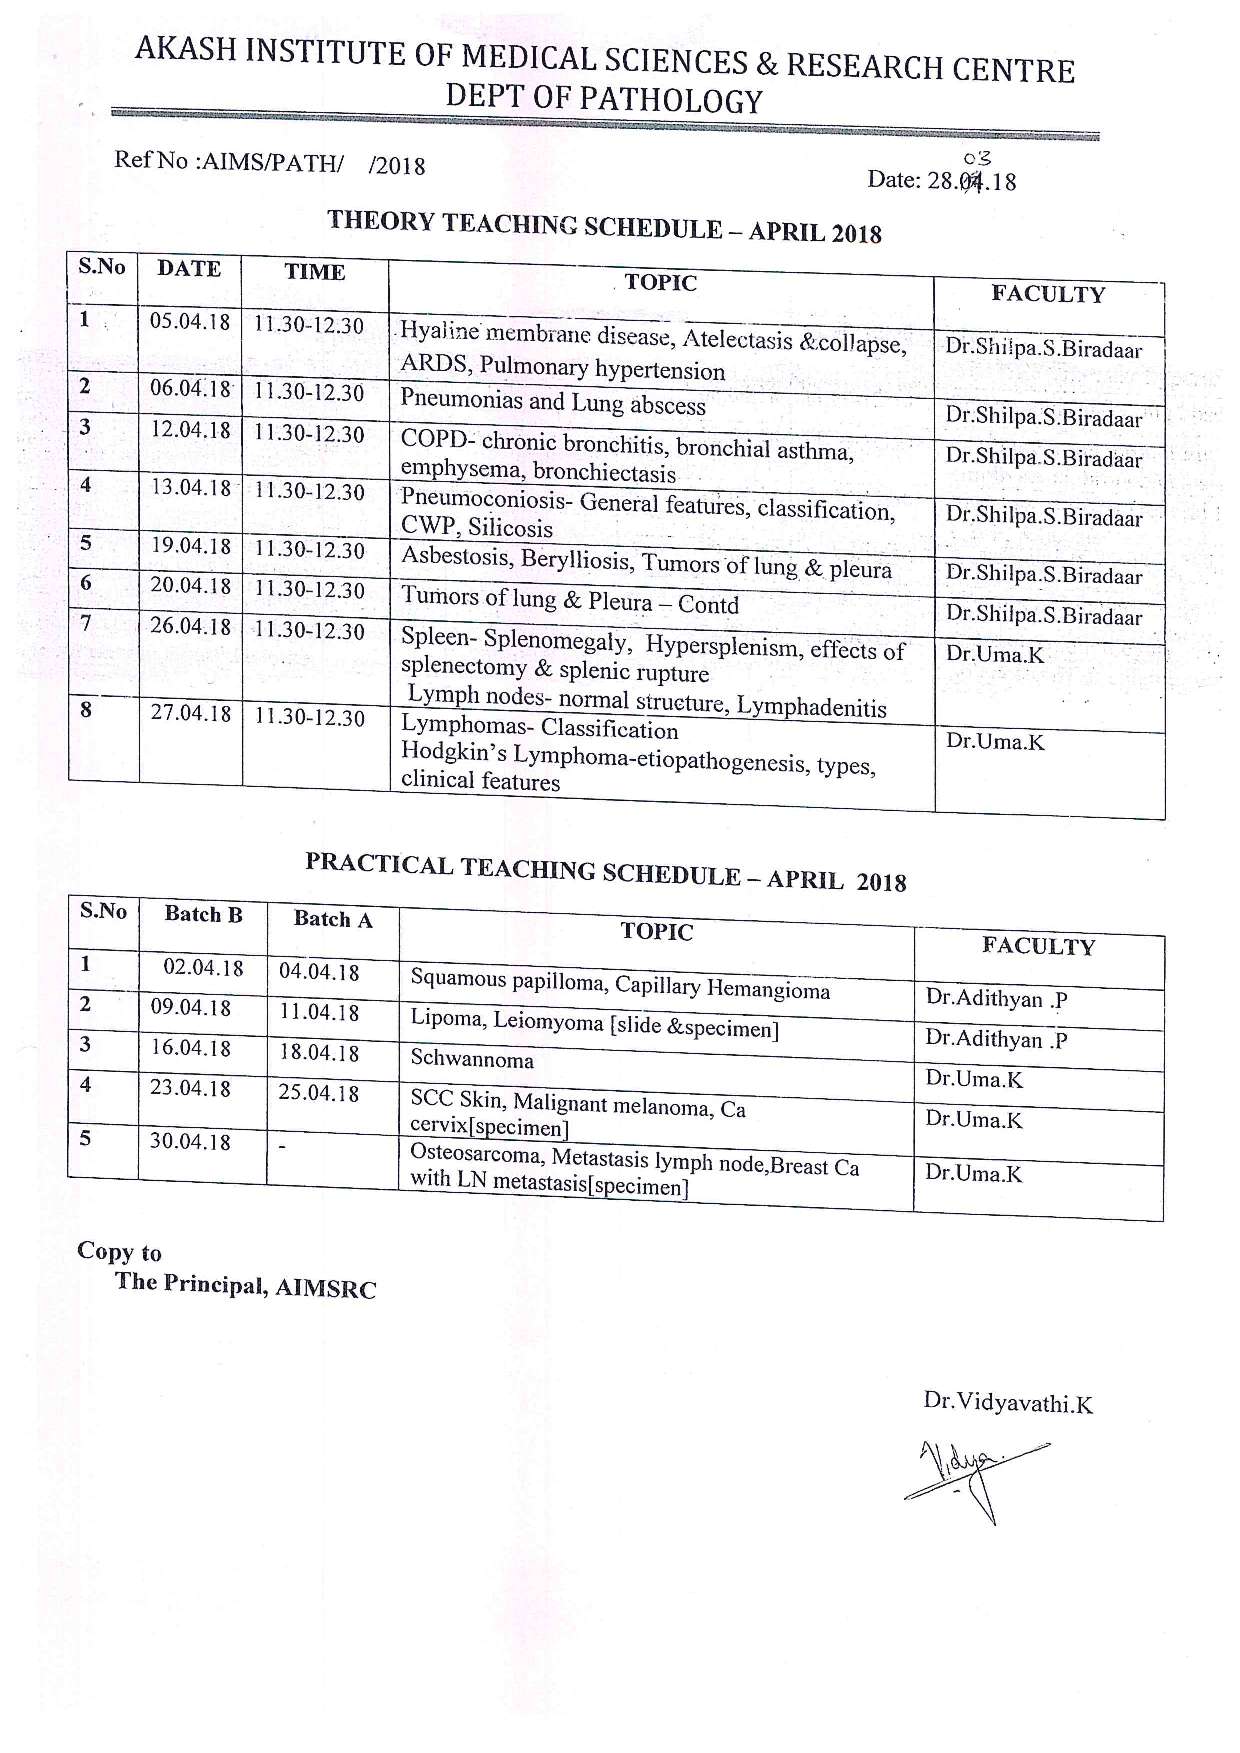 AKASH INSTITUTE OF MEDICAL SCIENCES & RESEARCH CENTRE
DEPT OF PATHOLOGY
Ref No :AIMS/PATH/ /2018
03
Date: 28.04.18
THEORY TEACHING SCHEDULE – APRIL 2018
S.No DATE TIME TOPIC FACULTY
1 05.04.18 11.30-12.30 Hyaline membrane disease, Atelectasis &collapse, Dr.Shilpa.S.Biradaar
ARDS, Pulmonary hypertension
2 06.04.18 11.30-12.30 Pneumonias and Lung abscess Dr.Shilpa.S.Biradaar
3 12.04.18 11.30-12.30 COPD- chronic bronchitis, bronchial asthma, Dr.Shilpa.S.Biradaar
emphysema, bronchiectasis
4 13.04.18 11.30-12.30 Pneumoconiosis- General features, classification, Dr.Shilpa.S.Biradaar
CWP, Silicosis
5 19.04.18 11.30-12.30 Asbestosis, Berylliosis, Tumors of lung & pleura Dr.Shilpa.S.Biradaar
6 20.04.18 11.30-12.30 Tumors of lung & Pleura – Contd Dr.Shilpa.S.Biradaar
7 26.04.18 11.30-12.30 Spleen- Splenomegaly, Hypersplenism, effects of Dr.Uma.K
splenectomy & splenic rupture
Lymph nodes- normal structure, Lymphadenitis
8 27.04.18 11.30-12.30 Lymphomas- Classification Dr.Uma.K
Hodgkin's Lymphoma-etiopathogenesis, types,
clinical features
PRACTICAL TEACHING SCHEDULE – APRIL 2018
S.No Batch B Batch A TOPIC FACULTY
1 02.04.18 04.04.18 Squamous papilloma, Capillary Hemangioma Dr.Adithyan .P
2 09.04.18 11.04.18 Lipoma, Leiomyoma [slide &specimen] Dr.Adithyan .P
3 16.04.18 18.04.18 Schwannoma Dr.Uma.K
4 23.04.18 25.04.18 SCC Skin, Malignant melanoma, Ca Dr.Uma.K
cervix[specimen]
5 30.04.18 - Osteosarcoma, Metastasis lymph node,Breast Ca Dr.Uma.K
with LN metastasis[specimen]
Copy to
The Principal, AIMSRC
Dr.Vidyavathi.K
Vidya